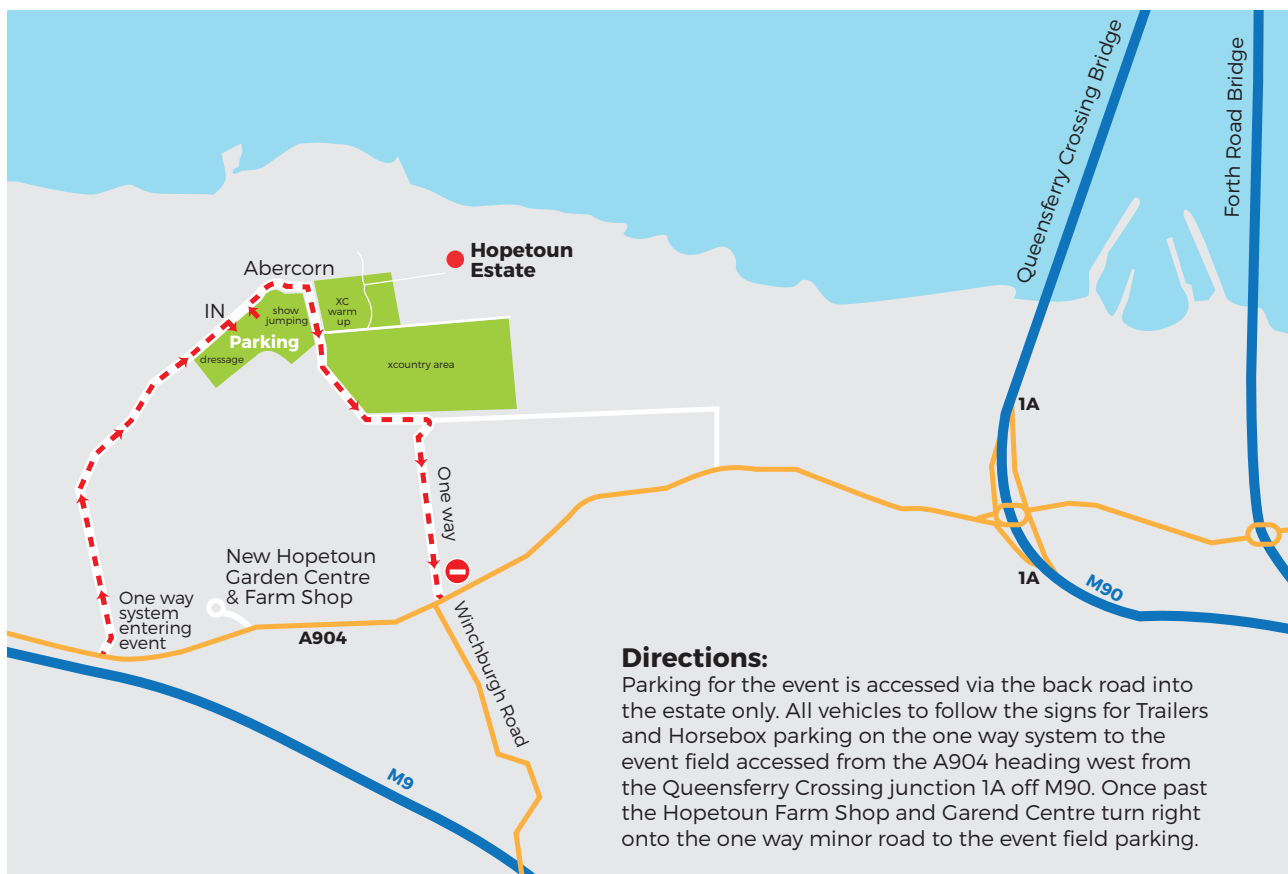 Queensferry Crossing Bridge
Forth Road Bridge
Hopetoun
Estate
Abercorn
IN
XC
warm
up
show
jumping
Parking
dressage
xcountry area
1A
One way
New Hopetoun
Garden Centre
& Farm Shop
1A
M90
One way
system
entering
event
A904
Winchburgh Road
M9
Directions:
Parking for the event is accessed via the back road into
the estate only. All vehicles to follow the signs for Trailers
and Horsebox parking on the one way system to the
event field accessed from the A904 heading west from
the Queensferry Crossing junction 1A off M90. Once past
the Hopetoun Farm Shop and Garend Centre turn right
onto the one way minor road to the event field parking.